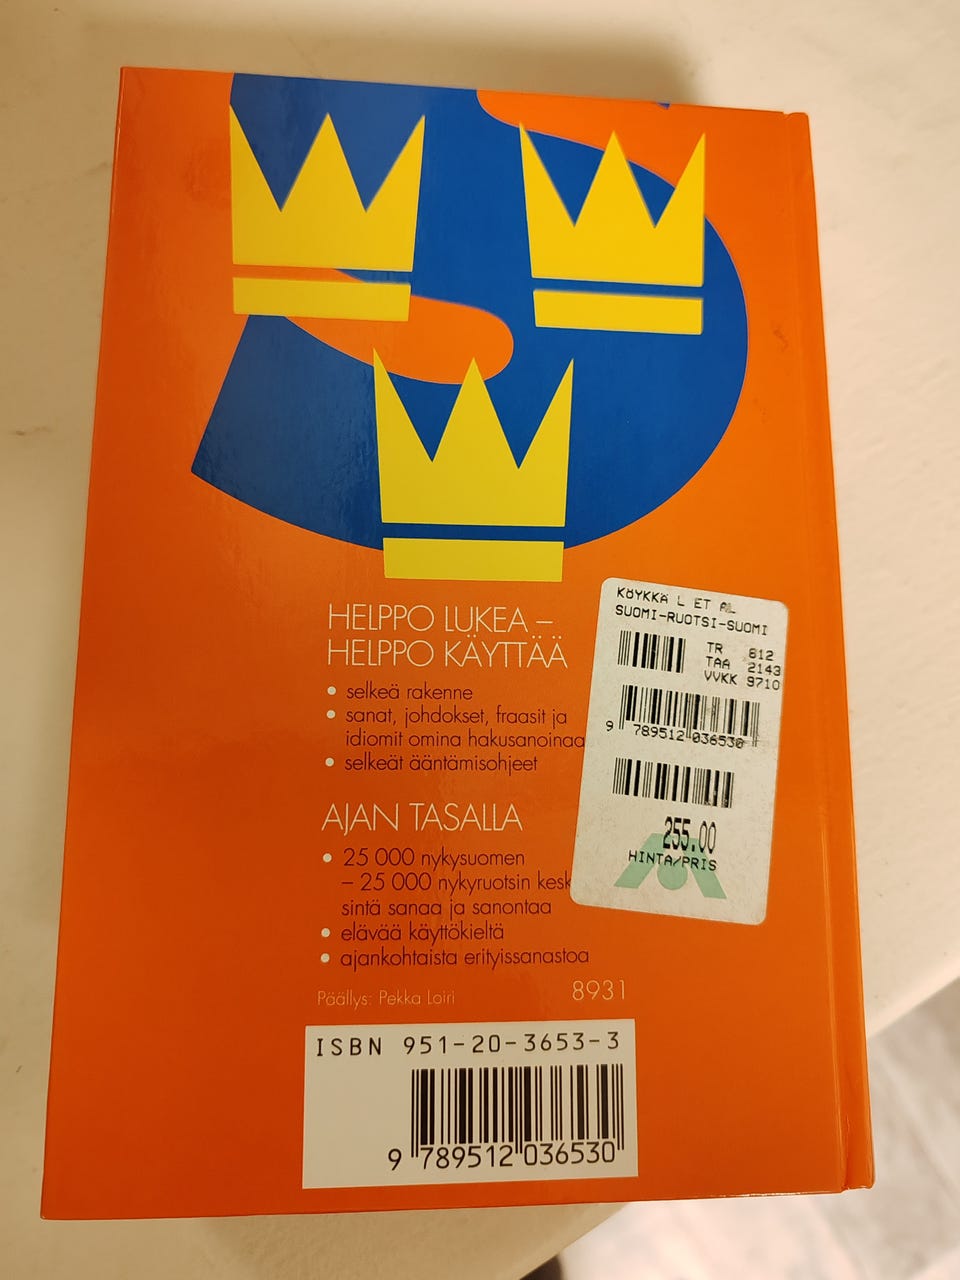 HELPPO LUKEA –
HELPPO KÄYTTÄÄ
• selkeä rakenne
• sanat, johdokset, fraasit ja
idiomit omina hakusanoinaa
• selkeät ääntämisohjeet
AJAN TASALLA
• 25 000 nykysuomen
– 25 000 nykyruotsin kesk
sintä sanaa ja sanontaa
• elävää käyttökieltä
• ajankohtaista erityissanastoa
Päällys: Pekka Loiri
8931
ISBN 951-20-3653-3
9 789512 036530
KÖYKKÄ L ET AL
SUOMI-RUOTSI-SUOMI
TR 612
TAA 2143
VVKK 9710
9 789512 036530
255.00
HINTA/PRIS